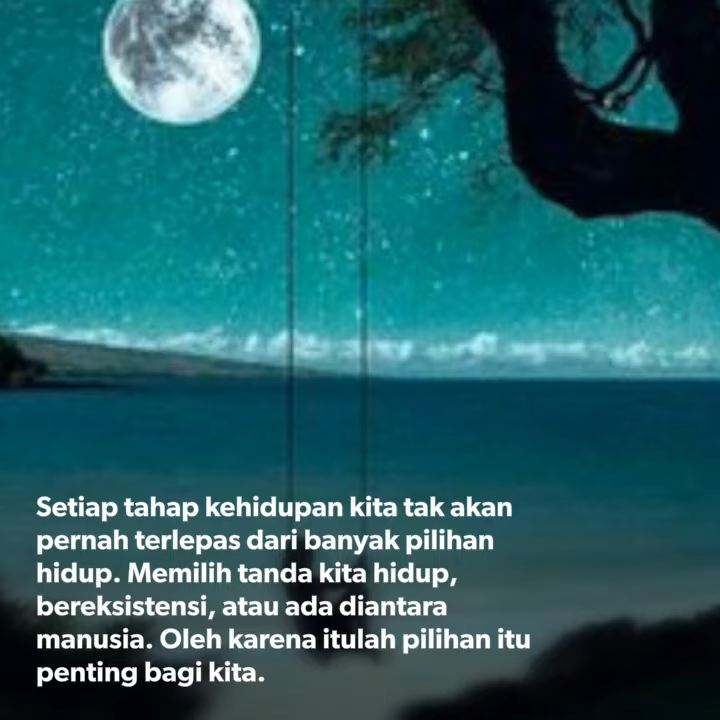 Setiap tahap kehidupan kita tak akan
pernah terlepas dari banyak pilihan
hidup. Memilih tanda kita hidup,
bereksistensi, atau ada diantara
manusia. Oleh karena itulah pilihan itu
penting bagi kita.